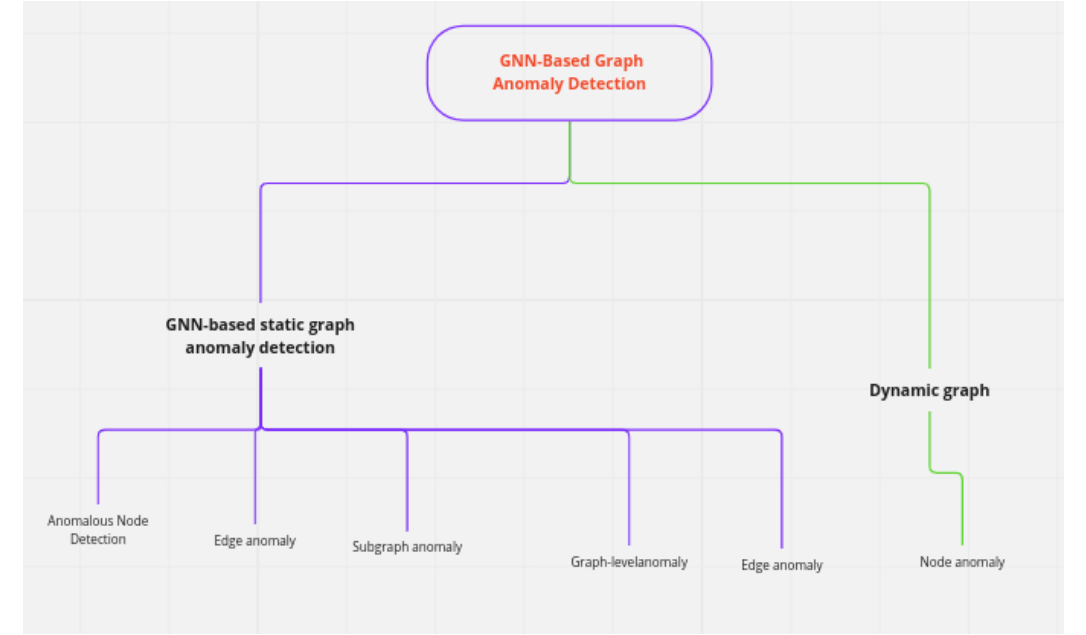 GNN-Based Graph
Anomaly Detection
GNN-based static graph
anomaly detection
Dynamic graph
Anomalous Node
Detection
Edge anomaly
Subgraph anomaly
Graph-levelanomaly
Edge anomaly
Node anomaly